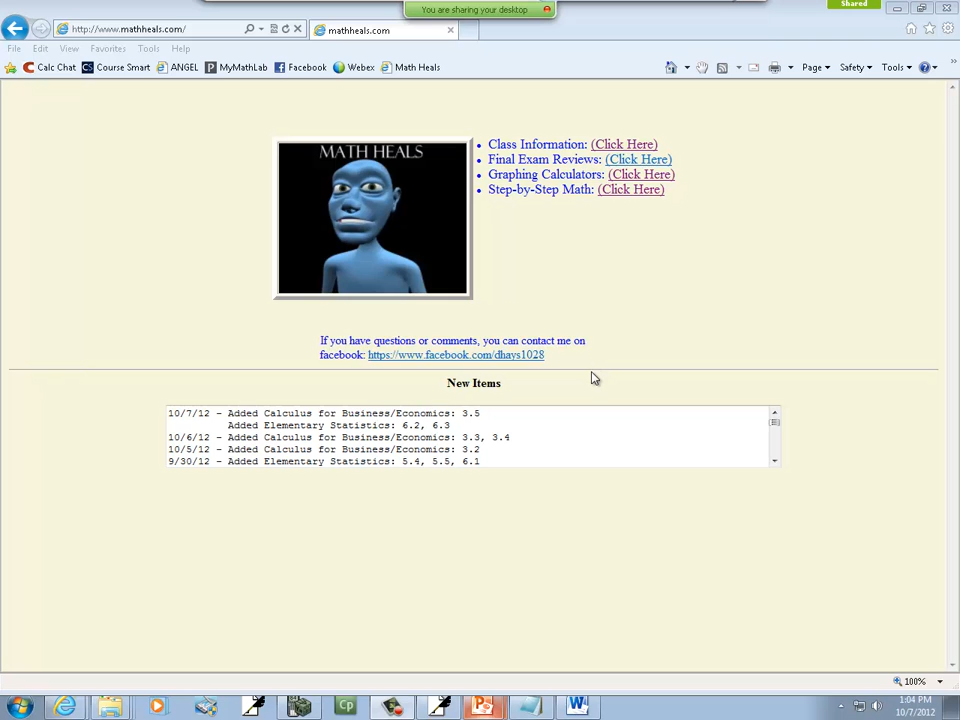 You are sharing your desktop
Shared
http://www.mathheals.com/
mathheals.com
File Edit View Favorites Tools Help
Calc Chat Course Smart ANGEL MyMathLab Facebook Webex Math Heals Page Safety Tools
MATH HEALS
• Class Information: (Click Here)
• Final Exam Reviews: (Click Here)
• Graphing Calculators: (Click Here)
• Step-by-Step Math: (Click Here)
If you have questions or comments, you can contact me on
facebook: https://www.facebook.com/dhays1028
New Items
10/7/12 - Added Calculus for Business/Economics: 3.5
Added Elementary Statistics: 6.2, 6.3
10/6/12 - Added Calculus for Business/Economics: 3.3, 3.4
10/5/12 - Added Calculus for Business/Economics: 3.2
9/30/12 - Added Elementary Statistics: 5.4, 5.5, 6.1
100%
1:04 PM
10/7/2012